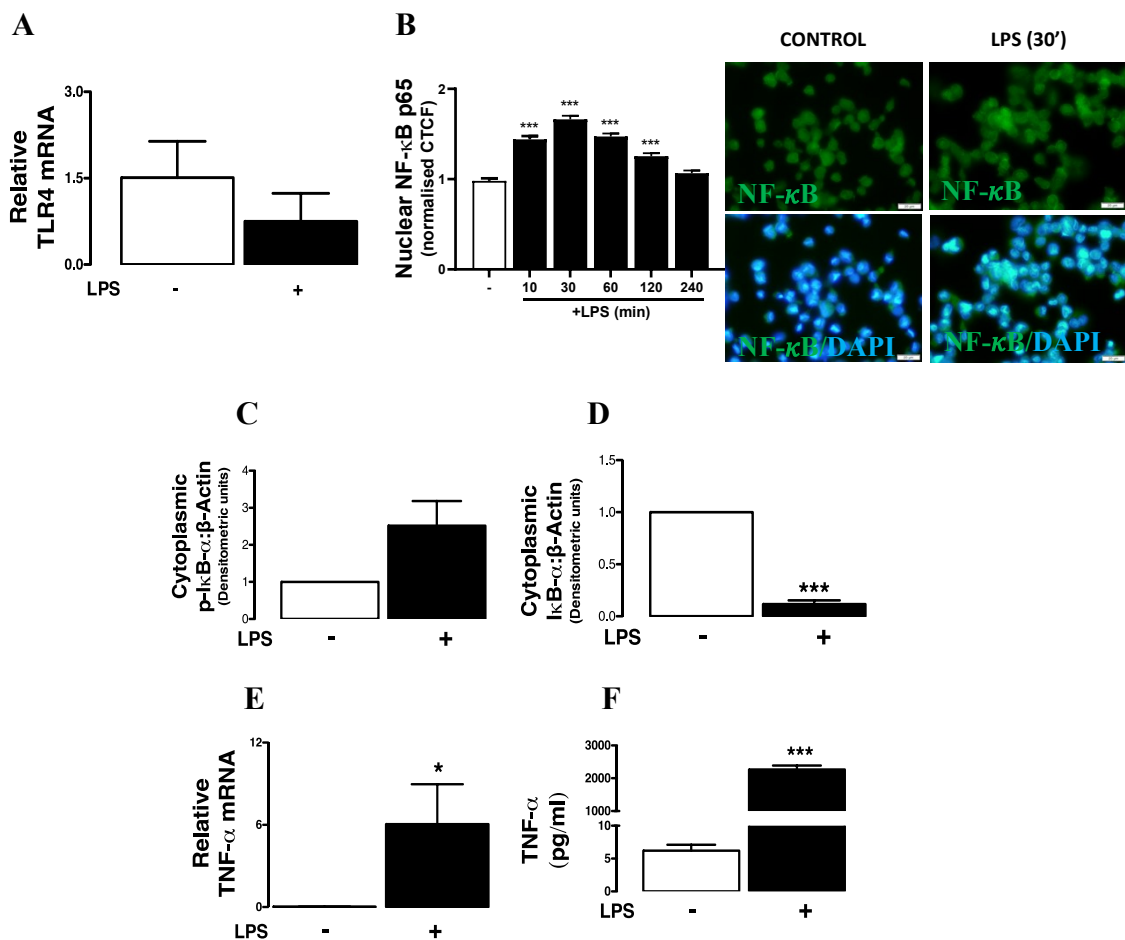 A
Relative
TLR4 mRNA
3.0
1.5
0.0
LPS - +
B
Nuclear NF-κB p65
(normalised CTCF)
2
1
0
*** *** *** ***
- 10 30 60 120 240
+LPS (min)
CONTROL LPS (30')
NF-κB NF-κB
NF-κB/DAPI NF-κB/DAPI
C
Cytoplasmic
p-IκB-α:β-Actin
(Densitometric units)
4
3
2
1
0
LPS - +
D
Cytoplasmic
IκB-α:β-Actin
(Densitometric units)
1.5
1.0
0.5
0.0
***
LPS - +
E
Relative
TNF-α mRNA
12
6
0
*
LPS - +
F
TNF-α
(pg/ml)
3000
2000
1000
10
5
0
***
LPS - +